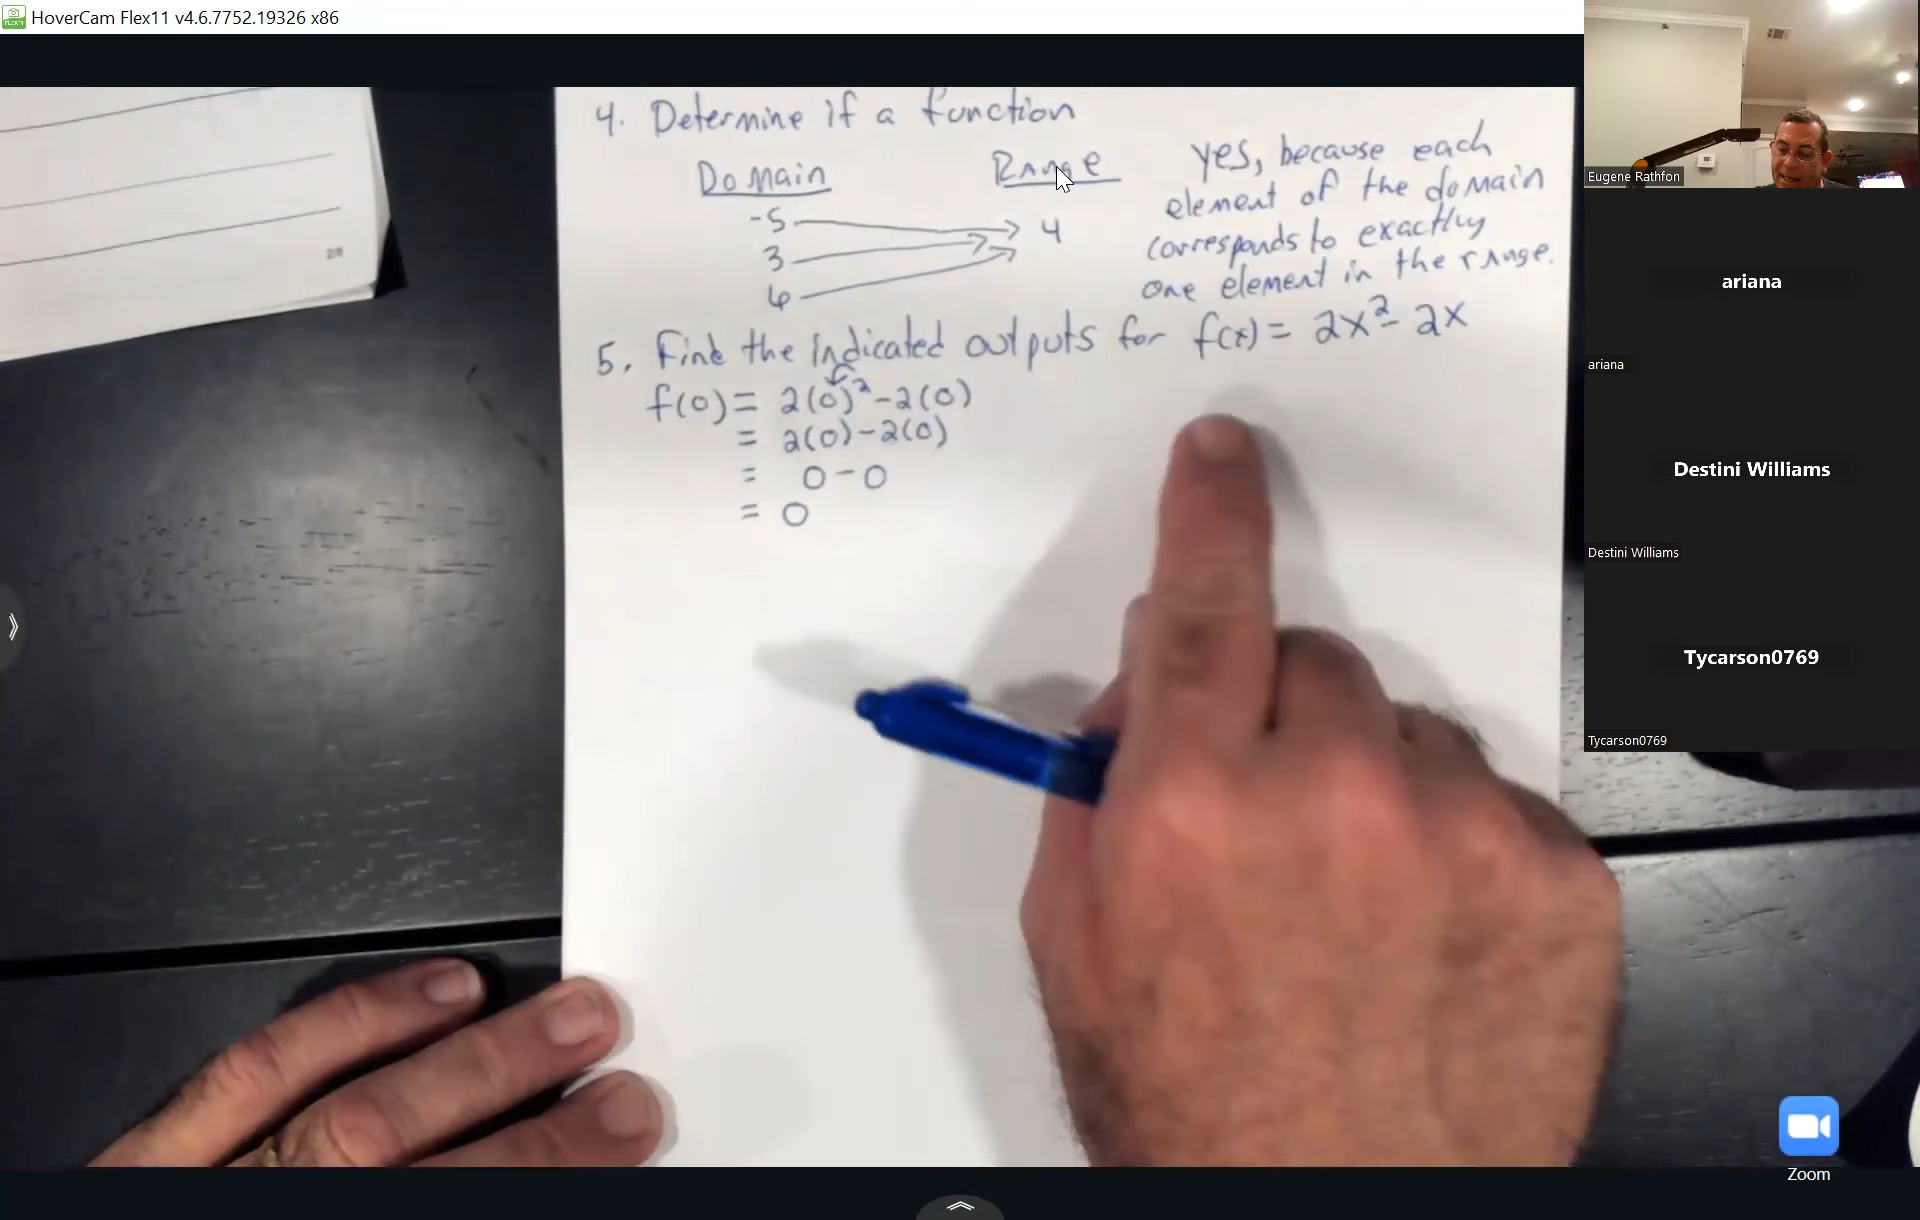 HoverCam Flex11 v4.6.7752.19326 x86
4. Determine if a function
Domain
Range
-5
3
6
4
yes, because each
element of the domain
corresponds to exactly
one element in the range.
5. Find the indicated outputs for f(x) = 2x² - 2x
f(0) = 2(0)² - 2(0)
= 2(0) - 2(0)
= 0 - 0
= 0
Eugene Rathfon
ariana
ariana
Destini Williams
Destini Williams
Tycarson0769
Tycarson0769
Zoom